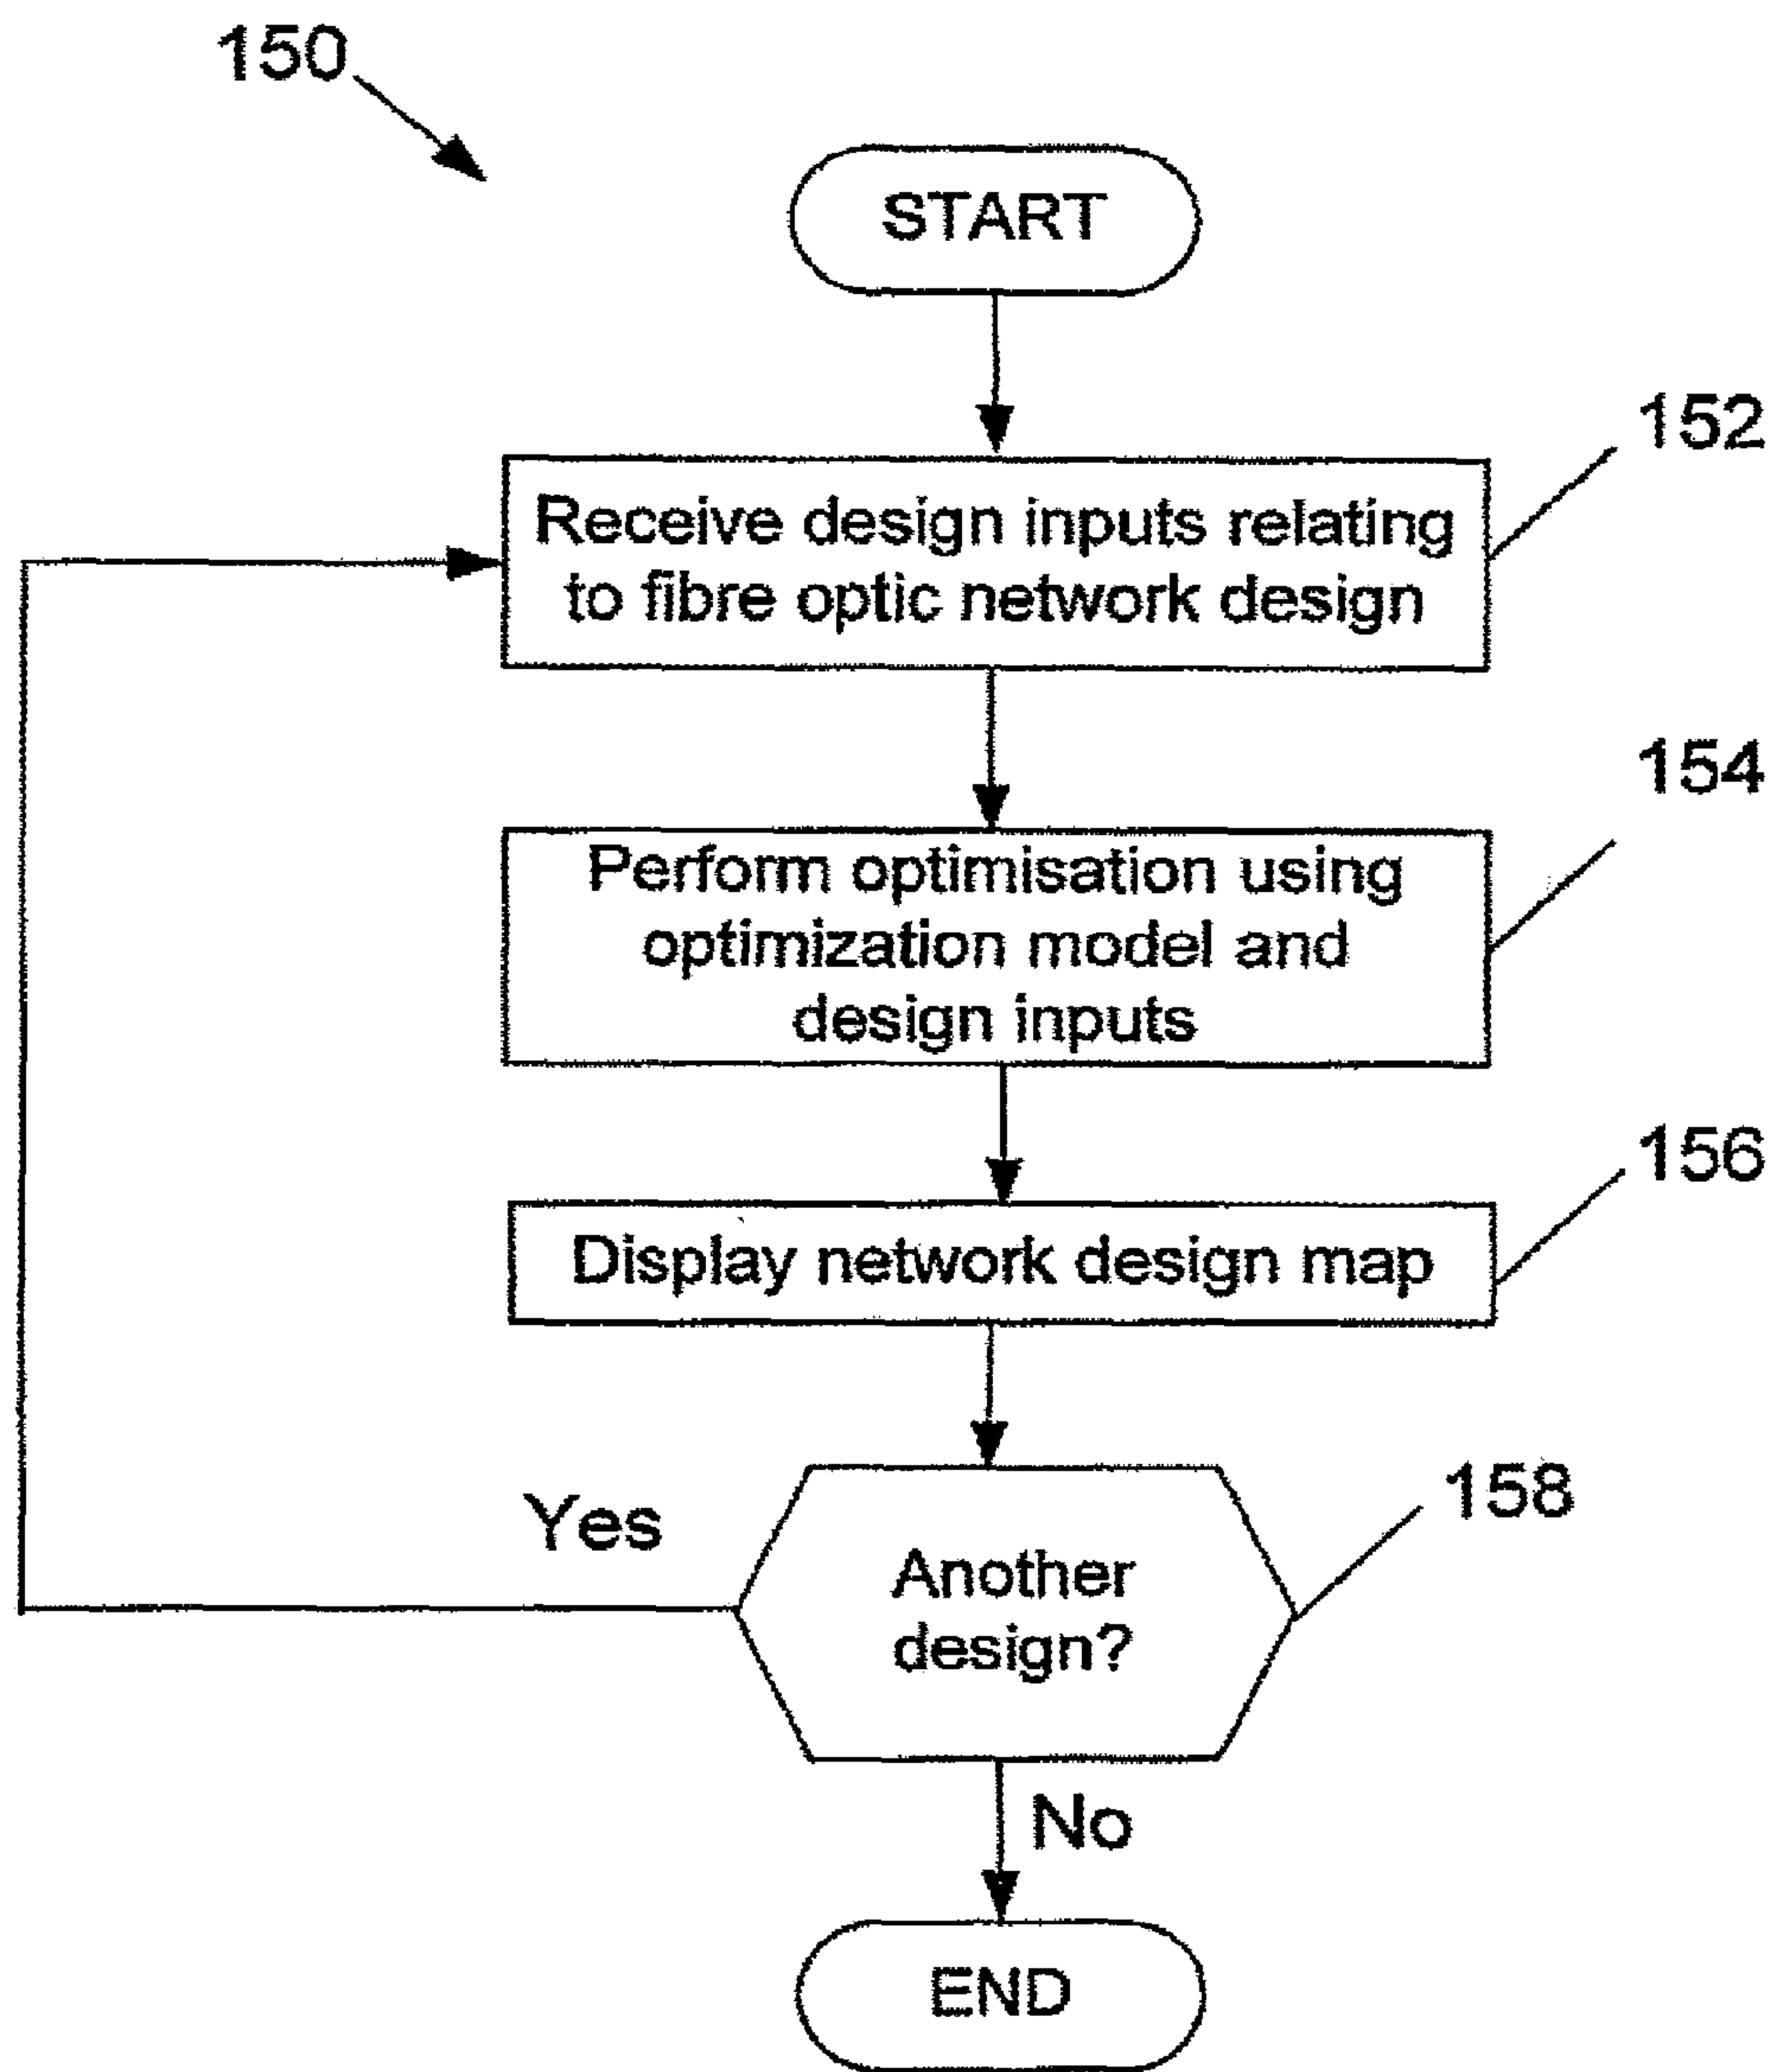 150
START
152
Receive design inputs relating
to fibre optic network design
154
Perform optimisation using
optimization model and
design inputs
156
Display network design map
158
Yes
Another
design?
No
END